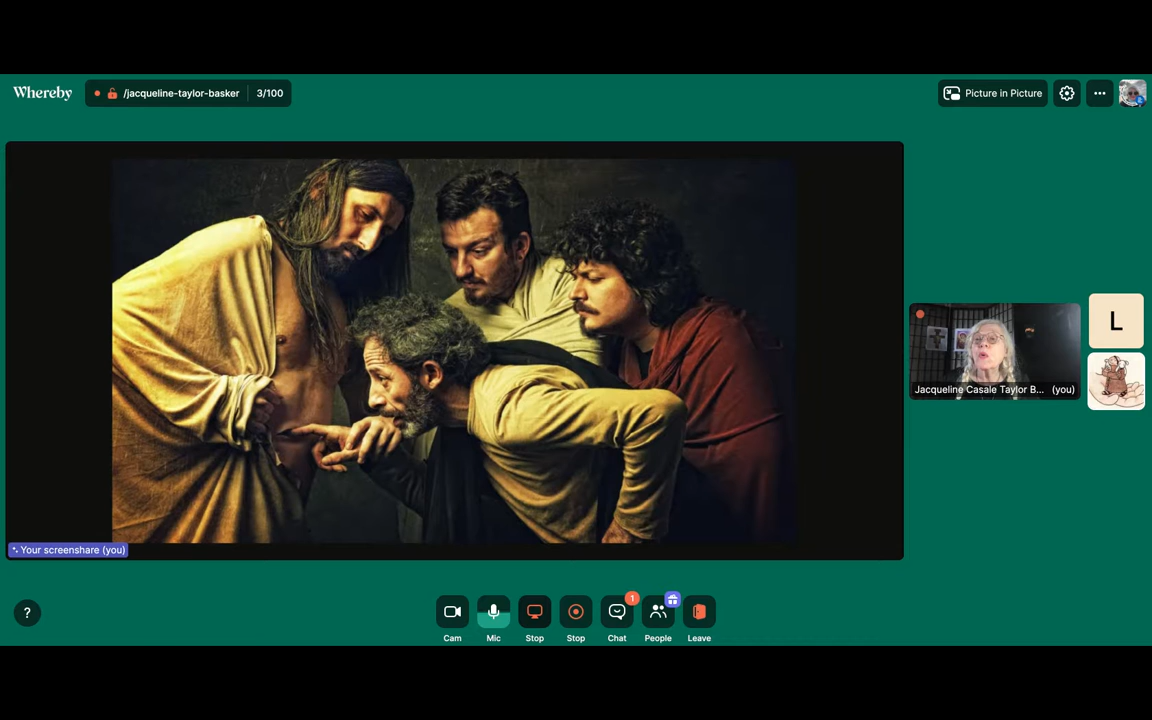 Whereby
/jacqueline-taylor-basker
3/100
Picture in Picture
L
Jacqueline Casale Taylor B... (you)
Your screenshare (you)
?
1
Cam
Mic
Stop
Stop
Chat
People
Leave